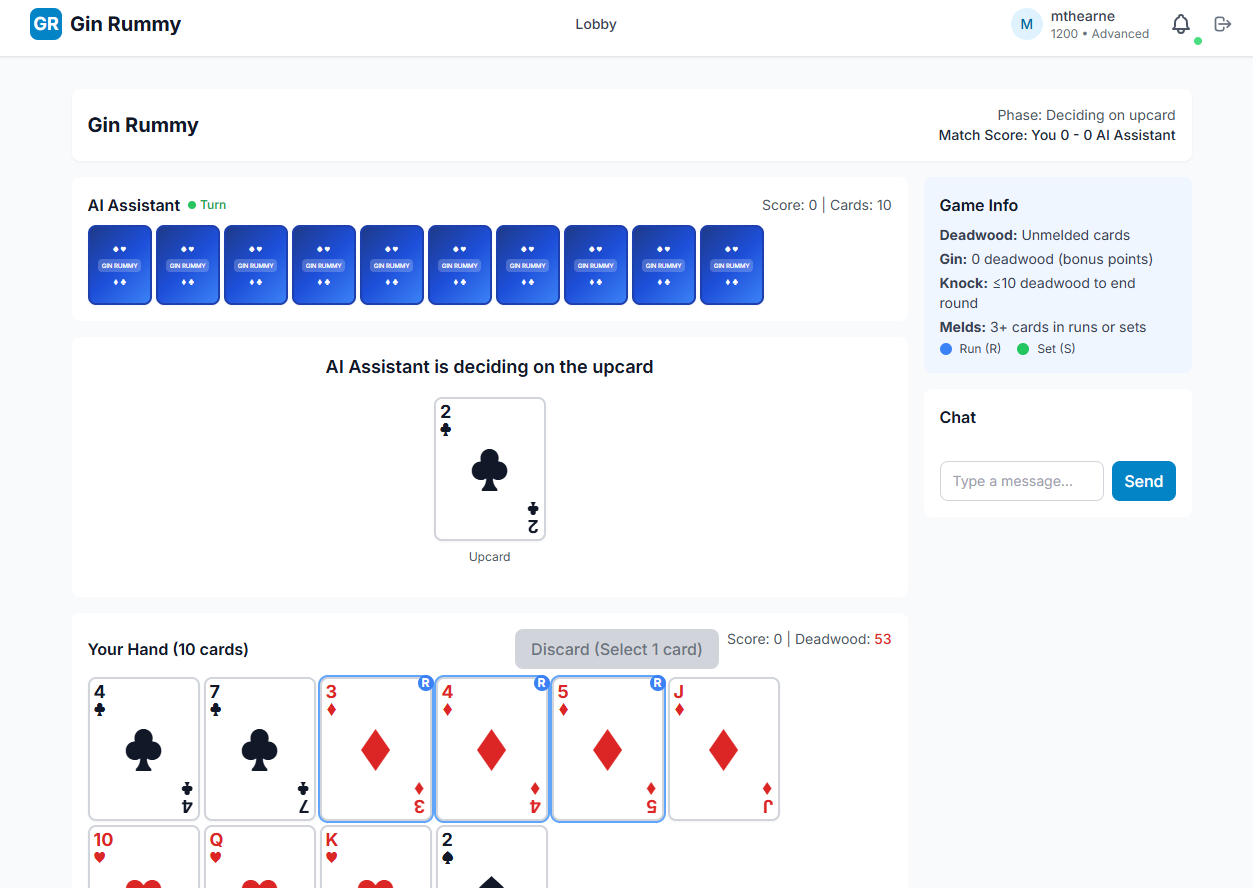 GR Gin Rummy
Lobby
M
mthearne
1200 • Advanced
Gin Rummy
Phase: Deciding on upcard
Match Score: You 0 - 0 AI Assistant
AI Assistant
Turn
Score: 0 | Cards: 10
GIN RUMMY GIN RUMMY GIN RUMMY GIN RUMMY GIN RUMMY GIN RUMMY GIN RUMMY GIN RUMMY GIN RUMMY GIN RUMMY
AI Assistant is deciding on the upcard
2
2
Upcard
Game Info
Deadwood: Unmelded cards
Gin: 0 deadwood (bonus points)
Knock: ≤10 deadwood to end
round
Melds: 3+ cards in runs or sets
Run (R) Set (S)
Chat
Type a message...
Send
Your Hand (10 cards)
Discard (Select 1 card)
Score: 0 | Deadwood: 53
R R R
4 7 3 4 5 J
4 7 3 4 5 J
10 Q K 2